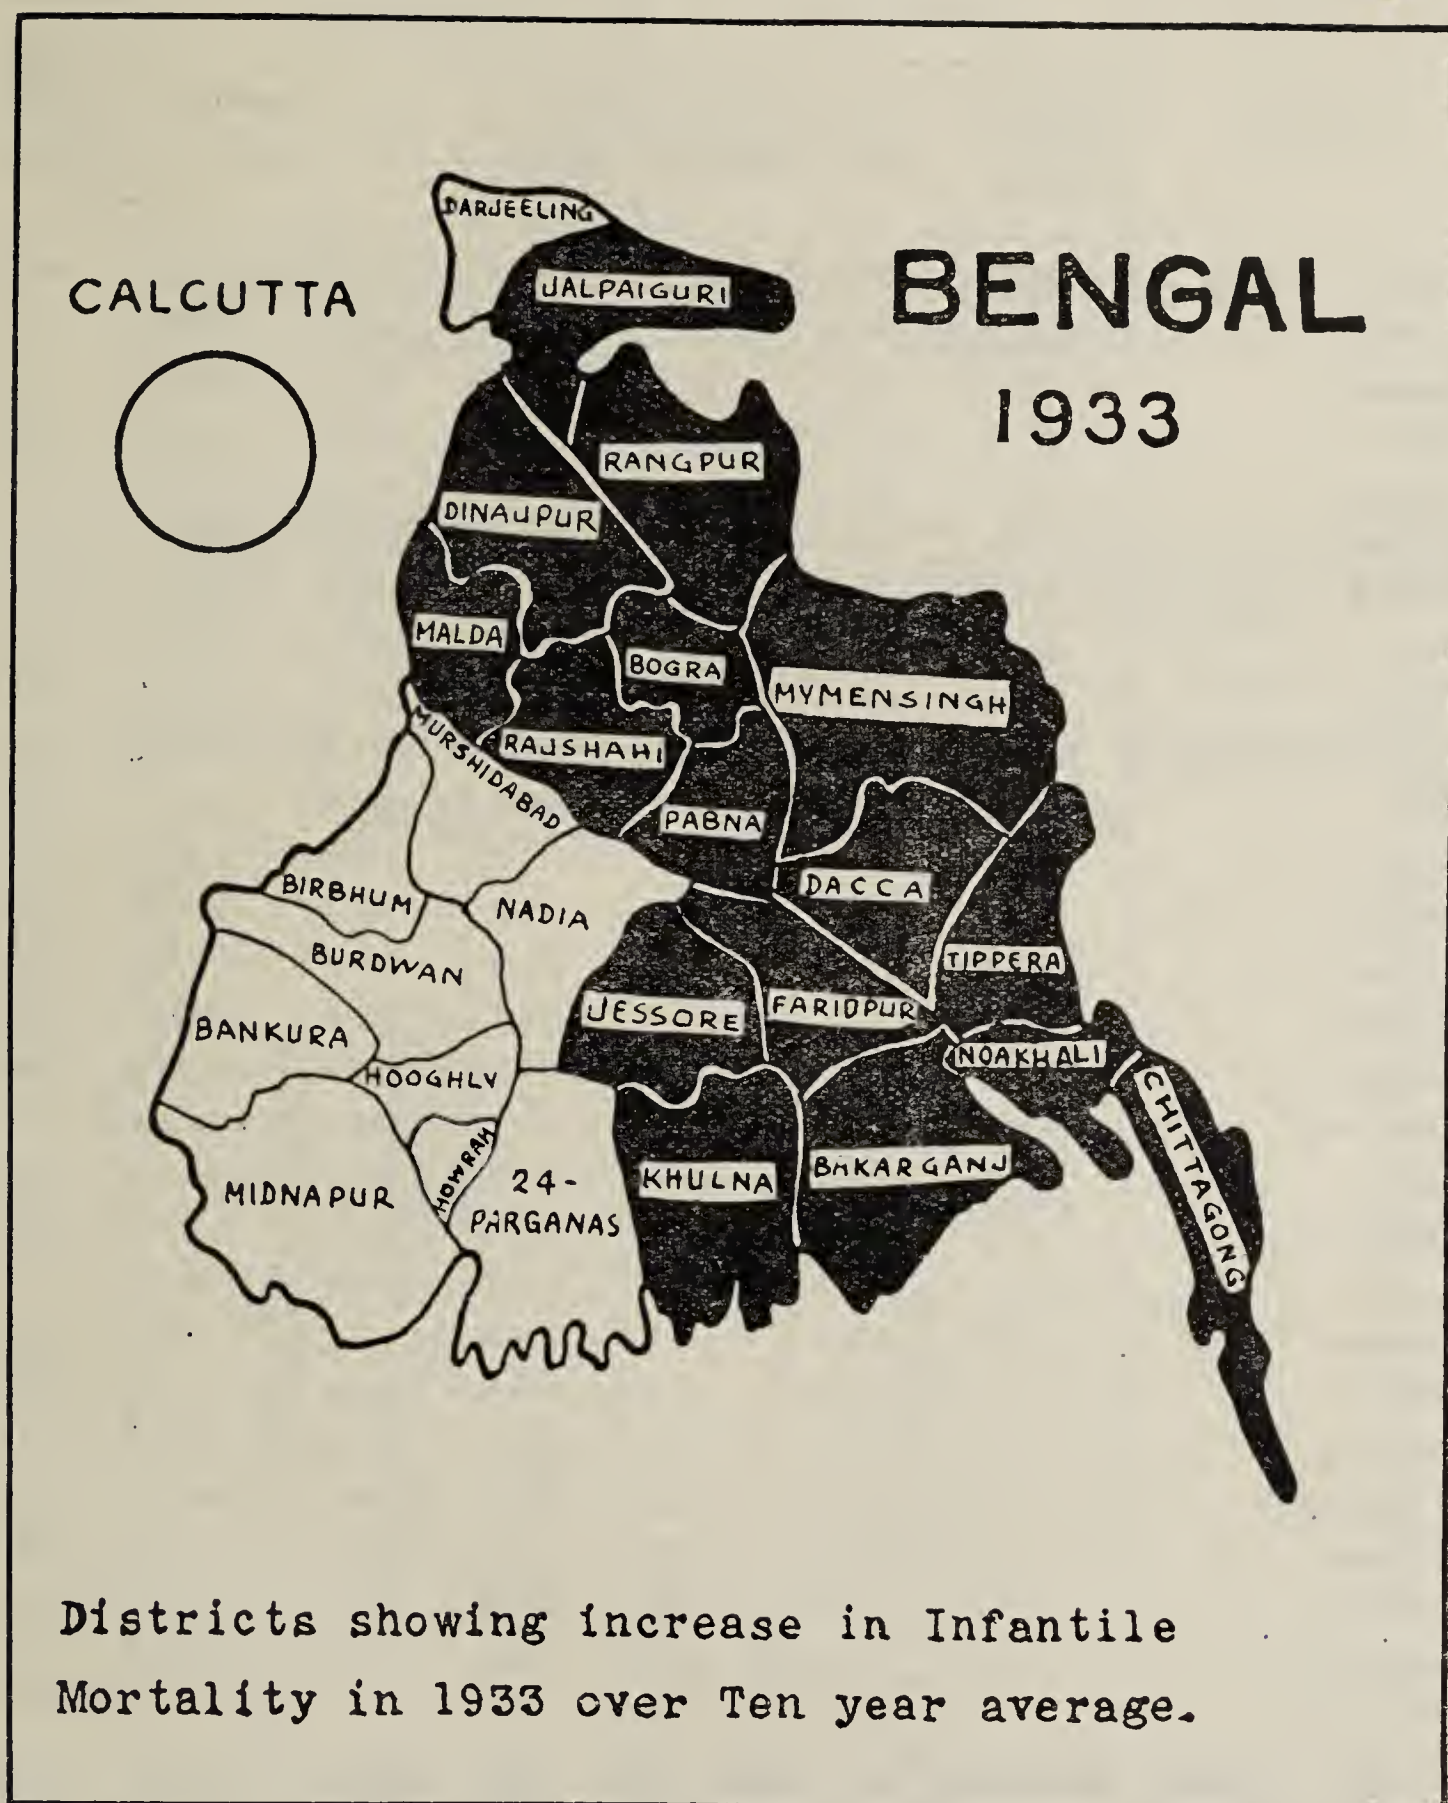 DARJEELING
CALCUTTA
JALPAIGURI
BENGAL
1933
RANGPUR
DINAJPUR
MALDA
BOGRA
MYMENSINGH
MURSHIDABAD
RAJSHAHI
PABNA
DACCA
BIRBHUM
NADIA
BURDWAN
TIPPERA
BANKURA
JESSORE
FARIDPUR
NOAKHALI
HOOGHLY
CHITTAGONG
HOWRAH
MIDNAPUR
24-
PARGANAS
KHULNA
BAKARGANJ
Districts showing increase in Infantile
Mortality in 1933 over Ten year average.